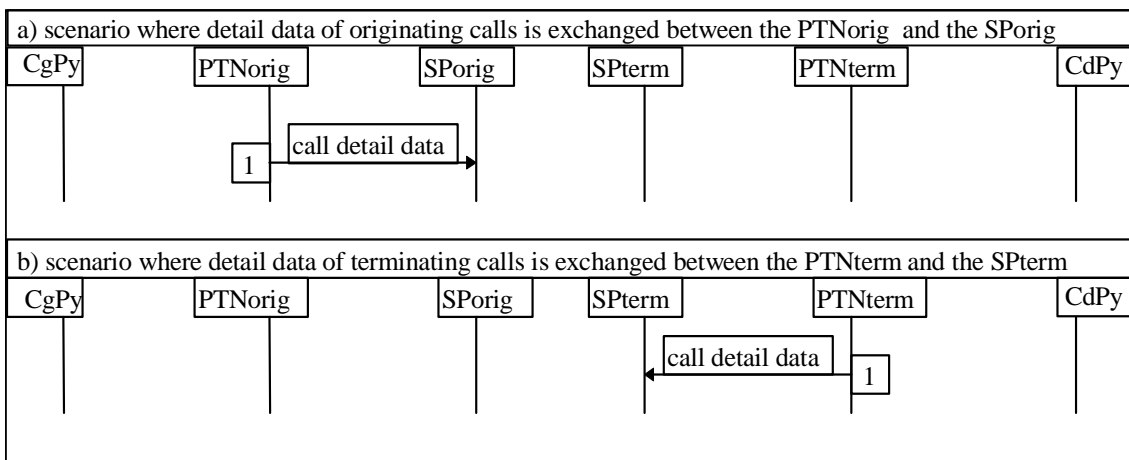 a) scenario where detail data of originating calls is exchanged between the PTNorig and the SPorig
CgPy PTNorig SPorig SPterm PTNterm CdPy
call detail data
1
b) scenario where detail data of terminating calls is exchanged between the PTNterm and the SPterm
CgPy PTNorig SPorig SPterm PTNterm CdPy
call detail data
1